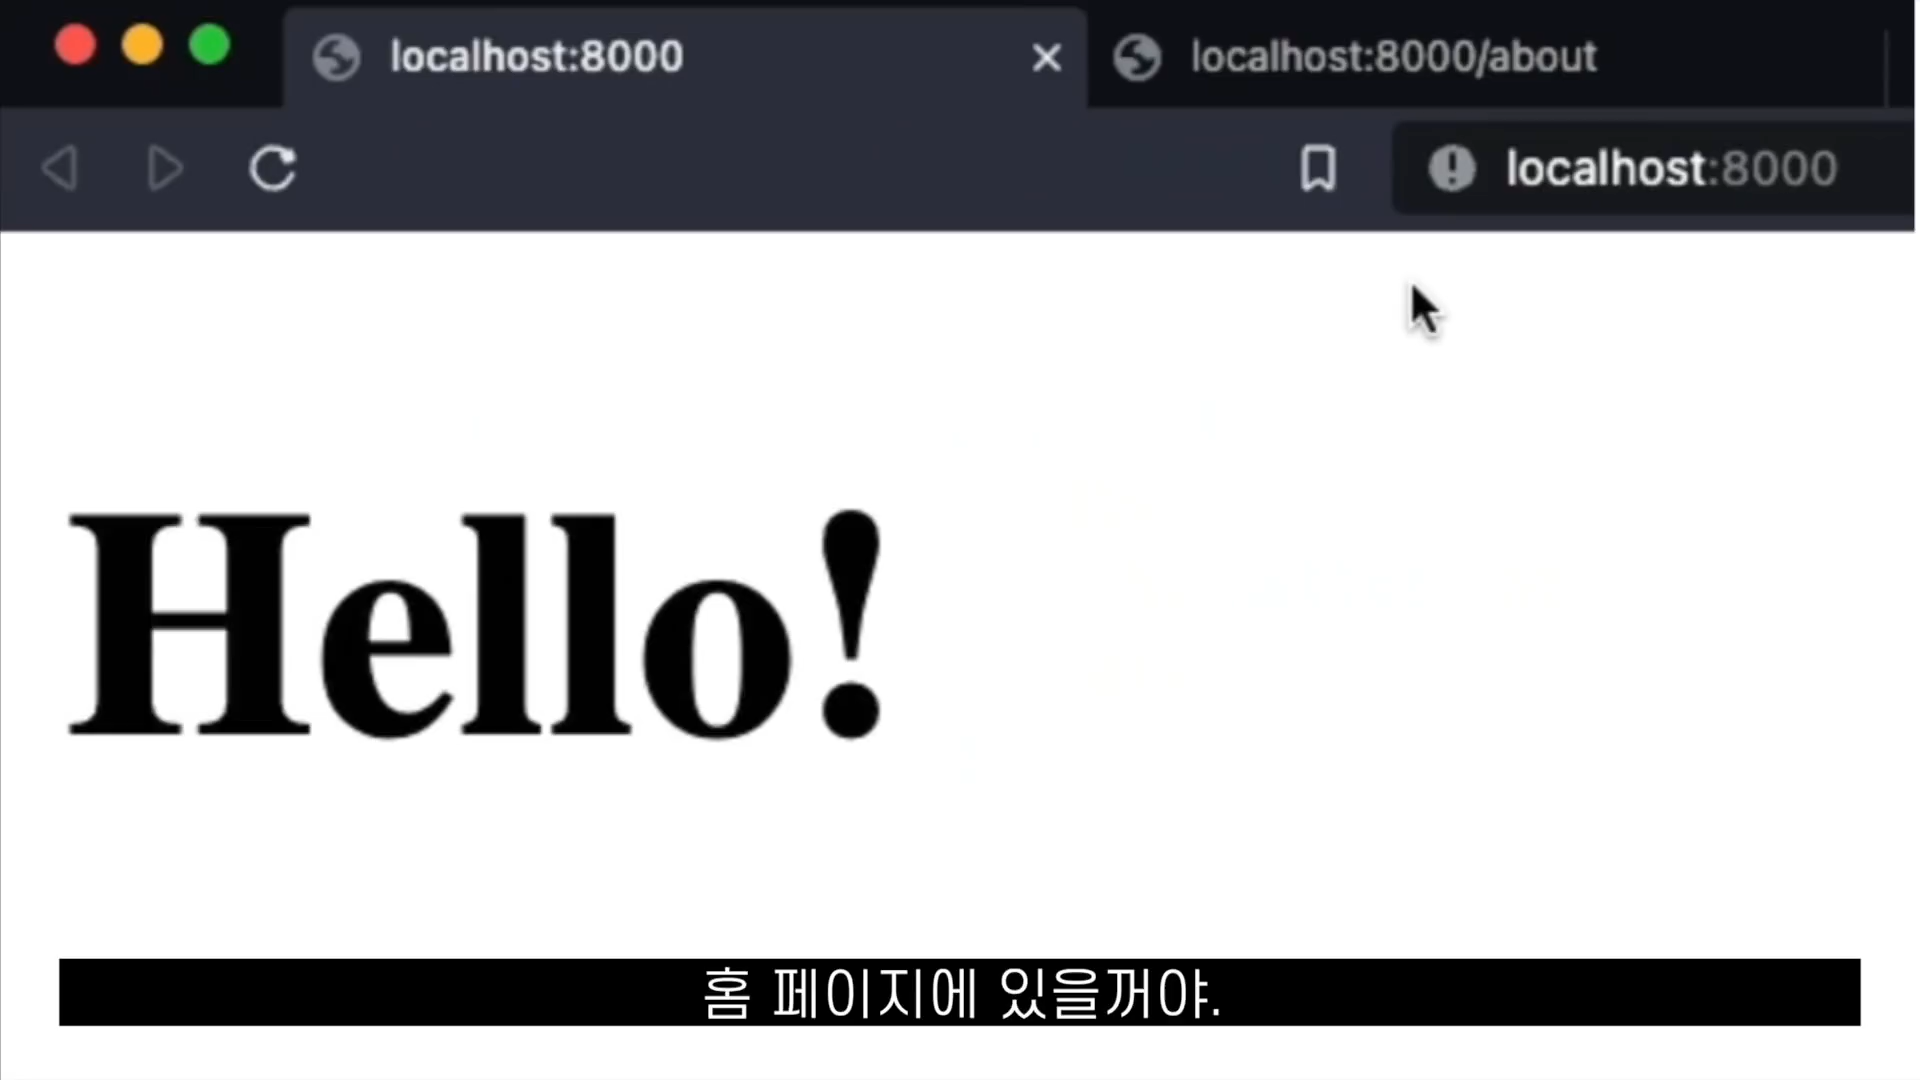 localhost:8000
localhost:8000/about
localhost:8000
Hello!
홈 페이지에 있을꺼야.